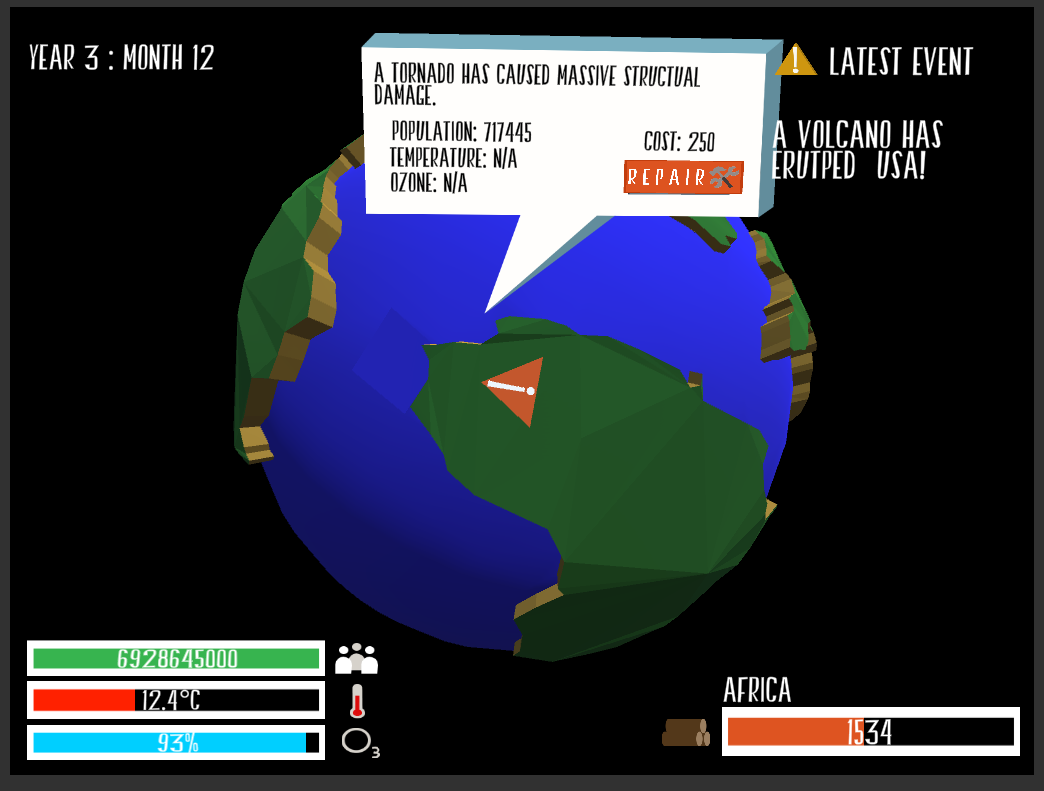 YEAR 3 : MONTH 12
A TORNADO HAS CAUSED MASSIVE STRUCTUAL
DAMAGE.
POPULATION: 717445
TEMPERATURE: N/A
OZONE: N/A
COST: 250
REPAIR
! LATEST EVENT
A VOLCANO HAS
ERUTPED USA!
6928645000
12.4°C
93%
O3
AFRICA
1534